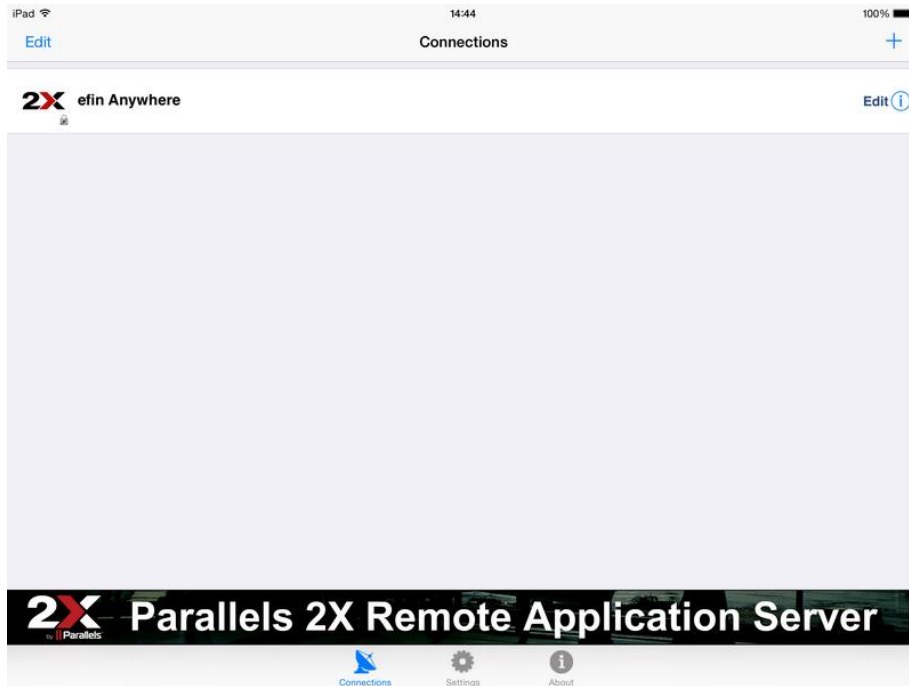 iPad 14:44 100%
Edit Connections +
2X efin Anywhere Edit i
2X by Parallels Parallels 2X Remote Application Server
Connections Settings About